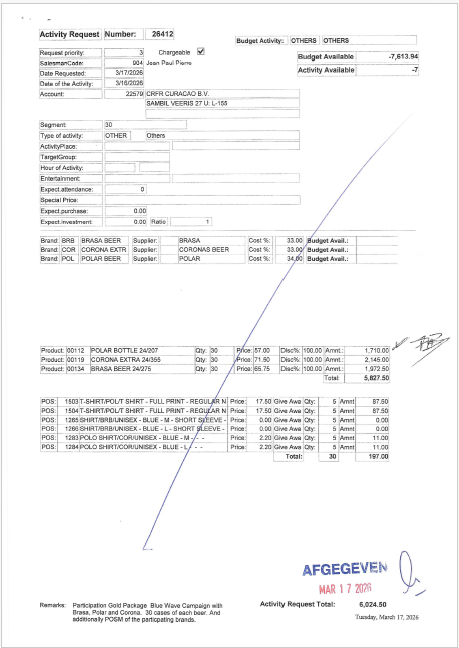 Activity Request Number: 26412
Budget Activity: OTHERS OTHERS
Request priority: 3 Chargeable
Budget Available -7,613.94
SalesmanCode: 904 Jean Paul Pierre
Activity Available -7
Date Requested: 3/17/2026
Date of the Activity: 3/16/2026
Account: 22579 CRFR CURACAO B.V.
SAMBIL VEERIS 27 U: L-155
Segment: 30
Type of activity: OTHER Others
ActivityPlace:
TargetGroup:
Hour of Activity:
Entertainment:
Expect.attendance: 0
Special Price:
Expect.purchase: 0.00
Expect.investment: 0.00 Ratio 1
Brand: BRB BRASA BEER Supplier: BRASA Cost %: 33.00 Budget Avail.:
Brand: COR CORONA EXTR Supplier: CORONAS BEER Cost %: 33.00 Budget Avail.:
Brand: POL POLAR BEER Supplier: POLAR Cost %: 34.00 Budget Avail.:
Product: 00112 POLAR BOTTLE 24/207 Qty: 30 Price: 57.00 Disc%: 100.00 Amnt.: 1,710.00
Product: 00119 CORONA EXTRA 24/355 Qty: 30 Price: 71.50 Disc%: 100.00 Amnt.: 2,145.00
Product: 00134 BRASA BEER 24/275 Qty: 30 Price: 65.75 Disc%: 100.00 Amnt.: 1,972.50
Total: 5,827.50
POS: 1503 T-SHIRT/POL/T SHIRT - FULL PRINT - REGULAR N Price: 17.50 Give Awa Qty: 5 Amnt 87.50
POS: 1504 T-SHIRT/POL/T SHIRT - FULL PRINT - REGULAR N Price: 17.50 Give Awa Qty: 5 Amnt 87.50
POS: 1265 SHIRT/BRB/UNISEX - BLUE - M - SHORT SLEEVE - Price: 0.00 Give Awa Qty: 5 Amnt 0.00
POS: 1266 SHIRT/BRB/UNISEX - BLUE - L - SHORT SLEEVE - Price: 0.00 Give Awa Qty: 5 Amnt 0.00
POS: 1283 POLO SHIRT/COR/UNISEX - BLUE - M - - - Price: 2.20 Give Awa Qty: 5 Amnt 11.00
POS: 1284 POLO SHIRT/COR/UNISEX - BLUE - L - - - Price: 2.20 Give Awa Qty: 5 Amnt 11.00
Total: 30 197.00
AFGEGEVEN
MAR 17 2026
Remarks: Participation Gold Package Blue Wave Campaign with
Brasa, Polar and Corona. 30 cases of each beer. And
additionally POSM of the particpating brands.
Activity Request Total: 6,024.50
Tuesday, March 17, 2026